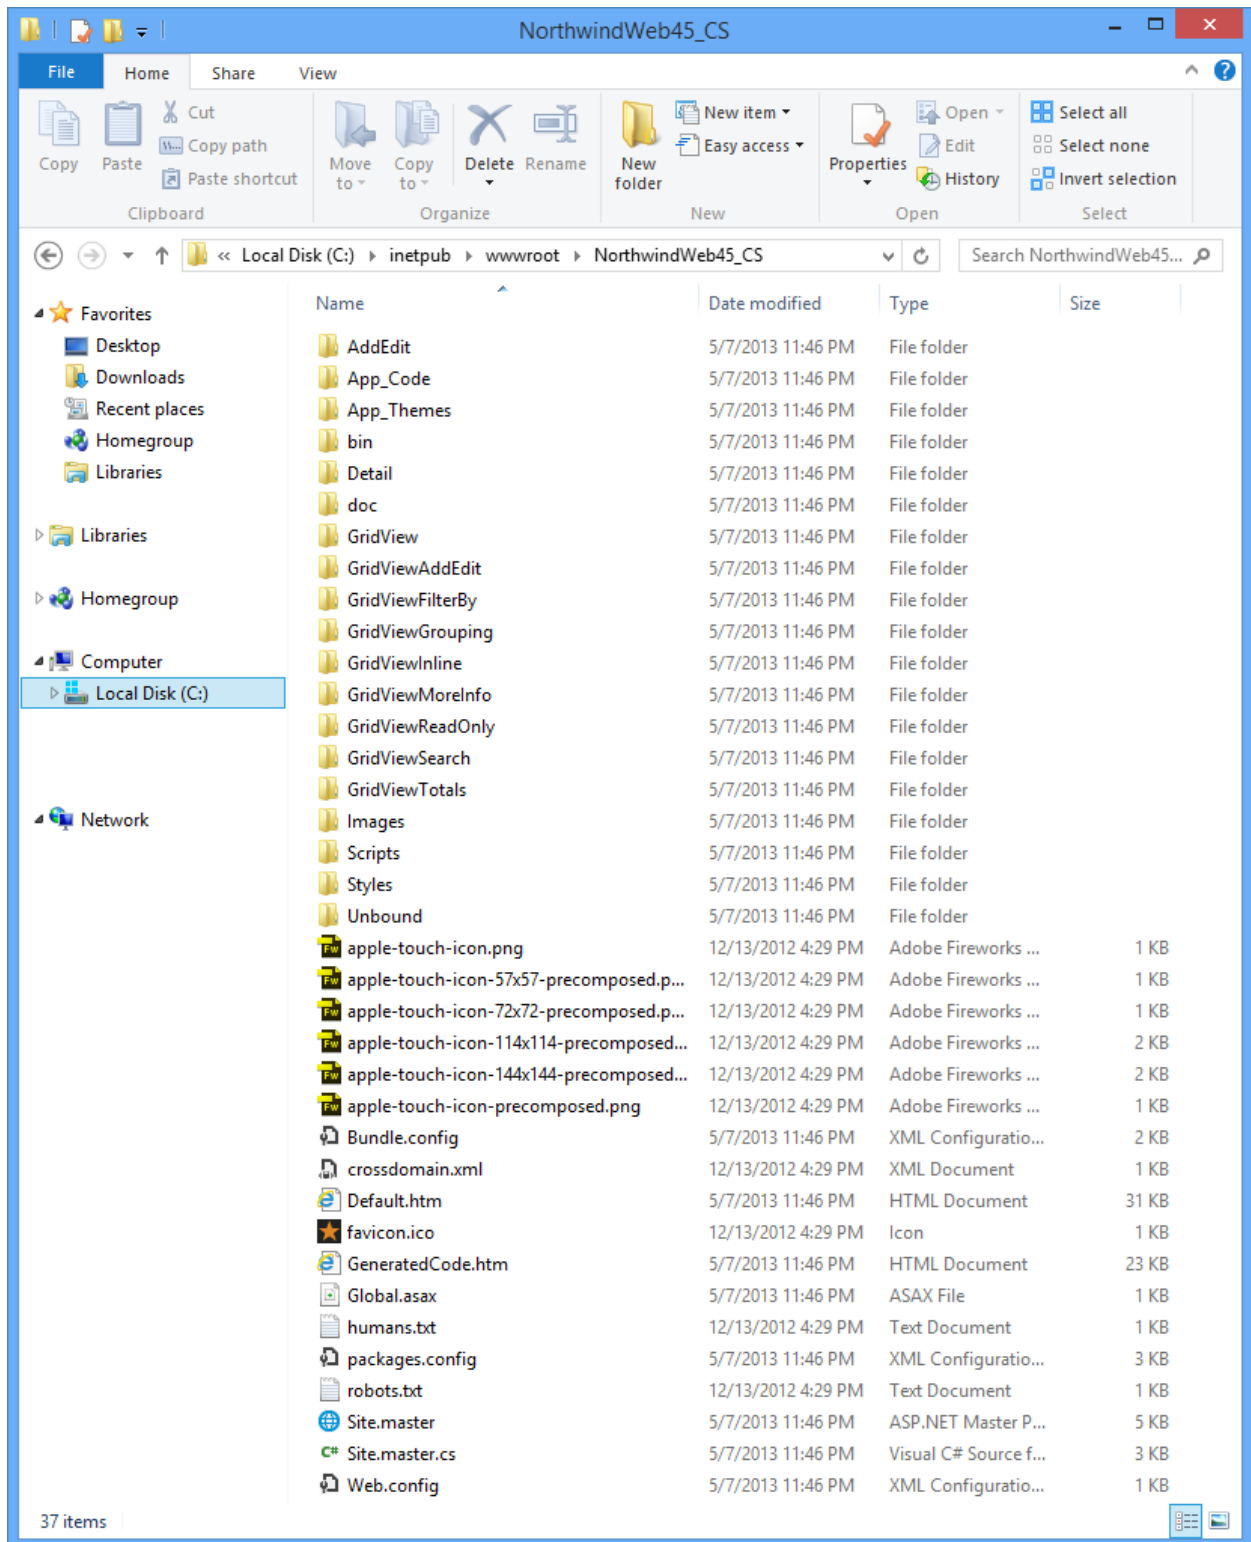 NorthwindWeb45_CS
File Home Share View
Copy
Paste
Cut
Copy path
Paste shortcut
Clipboard
Move to
Copy to
Delete
Rename
Organize
New folder
New item
Easy access
New
Properties
Open
Edit
History
Open
Select all
Select none
Invert selection
Select
« Local Disk (C:) inetpub wwwroot NorthwindWeb45_CS
Search NorthwindWeb45...
Favorites
Desktop
Downloads
Recent places
Homegroup
Libraries
Libraries
Homegroup
Computer
Local Disk (C:)
Network
Name Date modified Type Size
AddEdit 5/7/2013 11:46 PM File folder
App_Code 5/7/2013 11:46 PM File folder
App_Themes 5/7/2013 11:46 PM File folder
bin 5/7/2013 11:46 PM File folder
Detail 5/7/2013 11:46 PM File folder
doc 5/7/2013 11:46 PM File folder
GridView 5/7/2013 11:46 PM File folder
GridViewAddEdit 5/7/2013 11:46 PM File folder
GridViewFilterBy 5/7/2013 11:46 PM File folder
GridViewGrouping 5/7/2013 11:46 PM File folder
GridViewInline 5/7/2013 11:46 PM File folder
GridViewMoreInfo 5/7/2013 11:46 PM File folder
GridViewReadOnly 5/7/2013 11:46 PM File folder
GridViewSearch 5/7/2013 11:46 PM File folder
GridViewTotals 5/7/2013 11:46 PM File folder
Images 5/7/2013 11:46 PM File folder
Scripts 5/7/2013 11:46 PM File folder
Styles 5/7/2013 11:46 PM File folder
Unbound 5/7/2013 11:46 PM File folder
apple-touch-icon.png 12/13/2012 4:29 PM Adobe Fireworks ... 1 KB
apple-touch-icon-57x57-precomposed.p... 12/13/2012 4:29 PM Adobe Fireworks ... 1 KB
apple-touch-icon-72x72-precomposed.p... 12/13/2012 4:29 PM Adobe Fireworks ... 1 KB
apple-touch-icon-114x114-precomposed... 12/13/2012 4:29 PM Adobe Fireworks ... 2 KB
apple-touch-icon-144x144-precomposed... 12/13/2012 4:29 PM Adobe Fireworks ... 2 KB
apple-touch-icon-precomposed.png 12/13/2012 4:29 PM Adobe Fireworks ... 1 KB
Bundle.config 5/7/2013 11:46 PM XML Configuratio... 2 KB
crossdomain.xml 12/13/2012 4:29 PM XML Document 1 KB
Default.htm 5/7/2013 11:46 PM HTML Document 31 KB
favicon.ico 12/13/2012 4:29 PM Icon 1 KB
GeneratedCode.htm 5/7/2013 11:46 PM HTML Document 23 KB
Global.asax 5/7/2013 11:46 PM ASAX File 1 KB
humans.txt 12/13/2012 4:29 PM Text Document 1 KB
packages.config 5/7/2013 11:46 PM XML Configuratio... 3 KB
robots.txt 12/13/2012 4:29 PM Text Document 1 KB
Site.master 5/7/2013 11:46 PM ASP.NET Master P... 5 KB
Site.master.cs 5/7/2013 11:46 PM Visual C# Source f... 3 KB
Web.config 5/7/2013 11:46 PM XML Configuratio... 1 KB
37 items